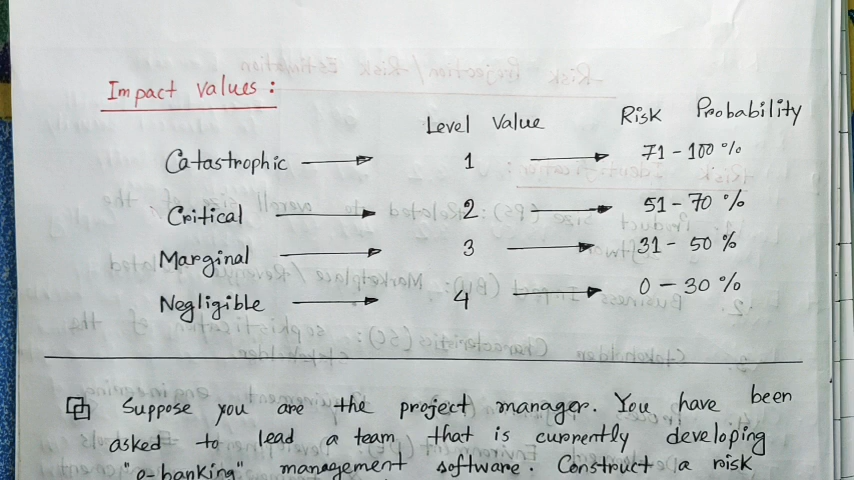 Impact values :
Level Value Risk Probability
Catastrophic → 1 → 71 - 100 %
Critical → 2 → 51 - 70 %
Marginal → 3 → 31 - 50 %
Negligible → 4 → 0 - 30 %
Suppose you are the project manager. You have been
asked to lead a team that is currently developing
"e-banking" management software. Construct a risk